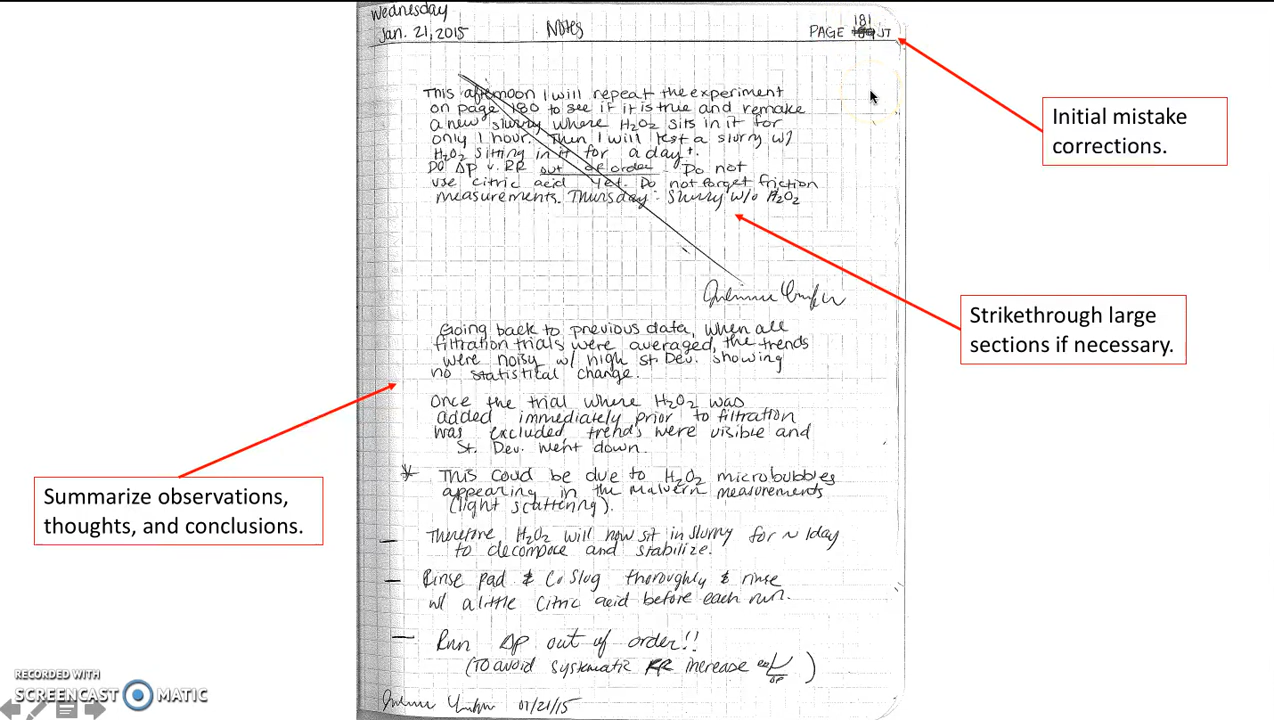 Wednesday
Jan. 21, 2015
Notes
181
PAGE JT
This afternoon I will repeat the experiment
on page 180 to see if it is true and remake
a new slurry where H₂O₂ sits in it for
only 1 hour. Then I will test a slurry w/
H₂O₂ sitting in it for a day+.
Do ΔP v. RR out of order. Do not
use citric acid yet. Do not forget friction
measurements. Thursday: Slurry w/o H₂O₂
Going back to previous data, when all
filtration trials were averaged, the trends
were noisy w/ high St Dev. showing
no statistical change.
Once the trial where H₂O₂ was
added immediately prior to filtration
was excluded, trends were visible and
St. Dev. went down.
* This could be due to H₂O₂ microbubbles
appearing in the Malvern measurements
(light scattering).
— Therefore H₂O₂ will now sit in slurry for ~1day
to decompose and stabilize.
— Rinse pad & Co Slug thoroughly & rinse
w/ a little citric acid before each run.
— Run ΔP out of order!!
(to avoid systematic RR increase w/ ΔP)
01/21/15
Initial mistake
corrections.
Strikethrough large
sections if necessary.
Summarize observations,
thoughts, and conclusions.
RECORDED WITH
SCREENCAST MATIC